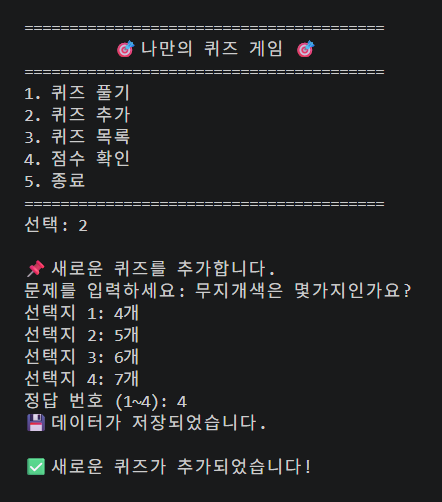 ========================================
🎯 나만의 퀴즈 게임 🎯
========================================
1. 퀴즈 풀기
2. 퀴즈 추가
3. 퀴즈 목록
4. 점수 확인
5. 종료
========================================
선택: 2
📌 새로운 퀴즈를 추가합니다.
문제를 입력하세요: 무지개색은 몇가지인가요?
선택지 1: 4개
선택지 2: 5개
선택지 3: 6개
선택지 4: 7개
정답 번호 (1~4): 4
💾 데이터가 저장되었습니다.
✅ 새로운 퀴즈가 추가되었습니다!